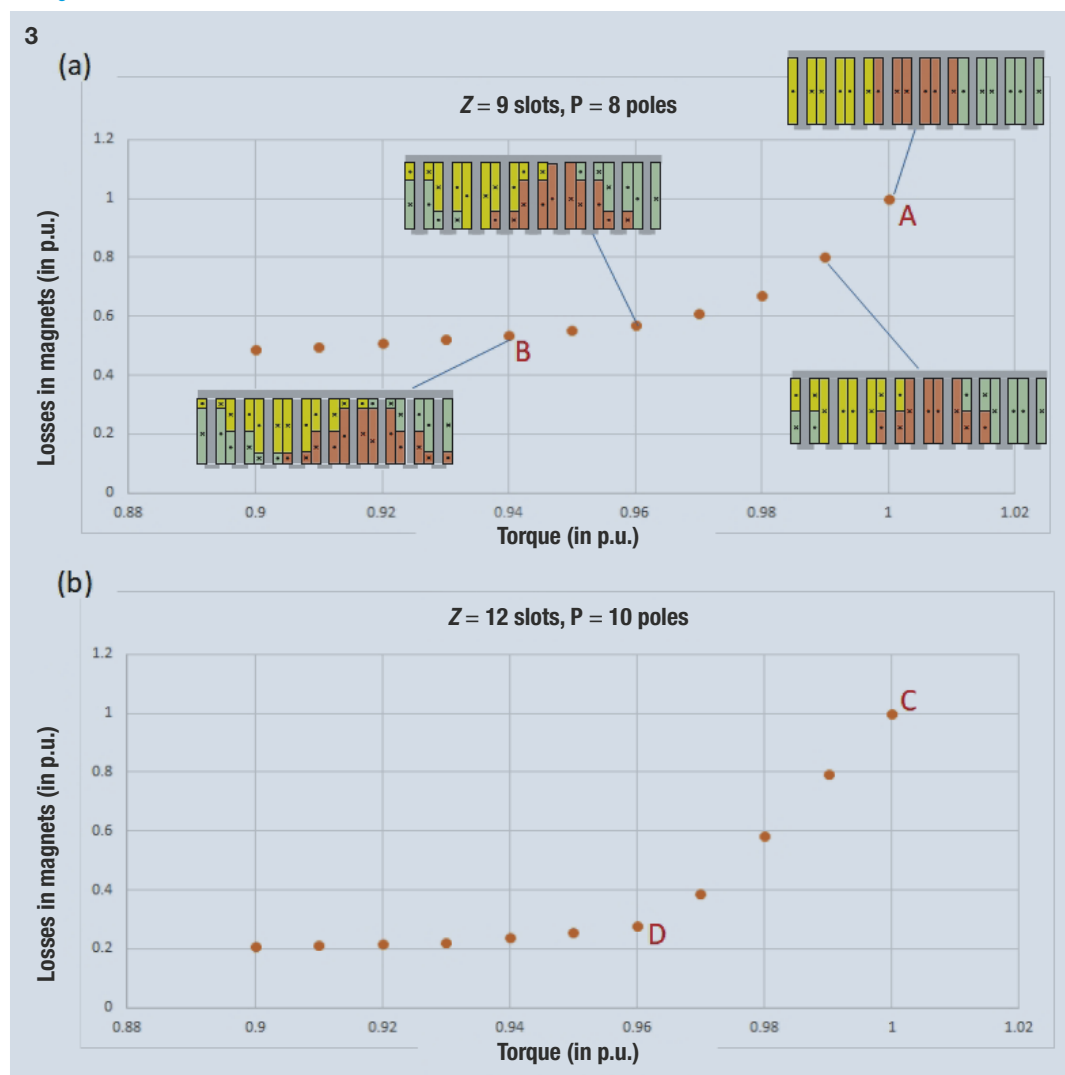 3
(a)
Z = 9 slots, P = 8 poles
Losses in magnets (in p.u.)
1.2
1
0.8
0.6
0.4
0.2
0
A
B
0.88 0.9 0.92 0.94 0.96 0.98 1 1.02
Torque (in p.u.)
(b)
Z = 12 slots, P = 10 poles
Losses in magnets (in p.u.)
1.2
1
0.8
0.6
0.4
0.2
0
C
D
0.88 0.9 0.92 0.94 0.96 0.98 1 1.02
Torque (in p.u.)